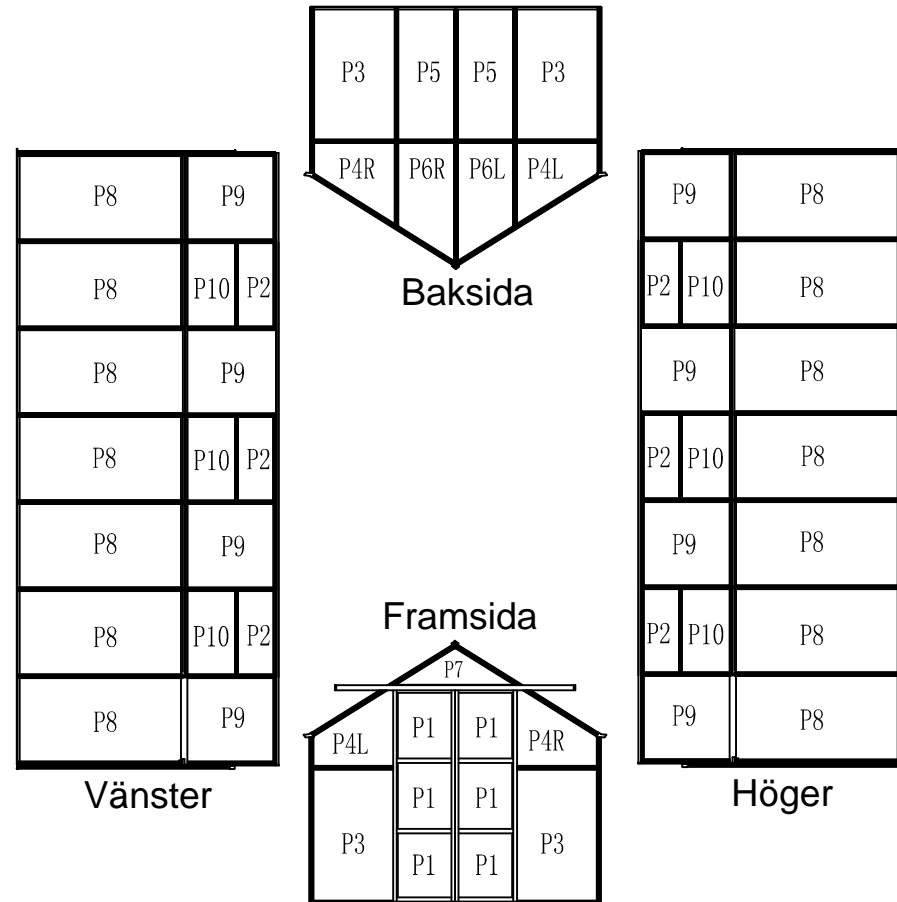 P3 P5 P5 P3
P4R P6R P6L P4L
Baksida
P8 P9
P8 P10 P2
P8 P9
P8 P10 P2
P8 P9
P8 P10 P2
P8 P9
Vänster
P9 P8
P2 P10 P8
P9 P8
P2 P10 P8
P9 P8
P2 P10 P8
P9 P8
Höger
Framsida
P7
P4L P1 P1 P4R
P1 P1
P3 P1 P1 P3